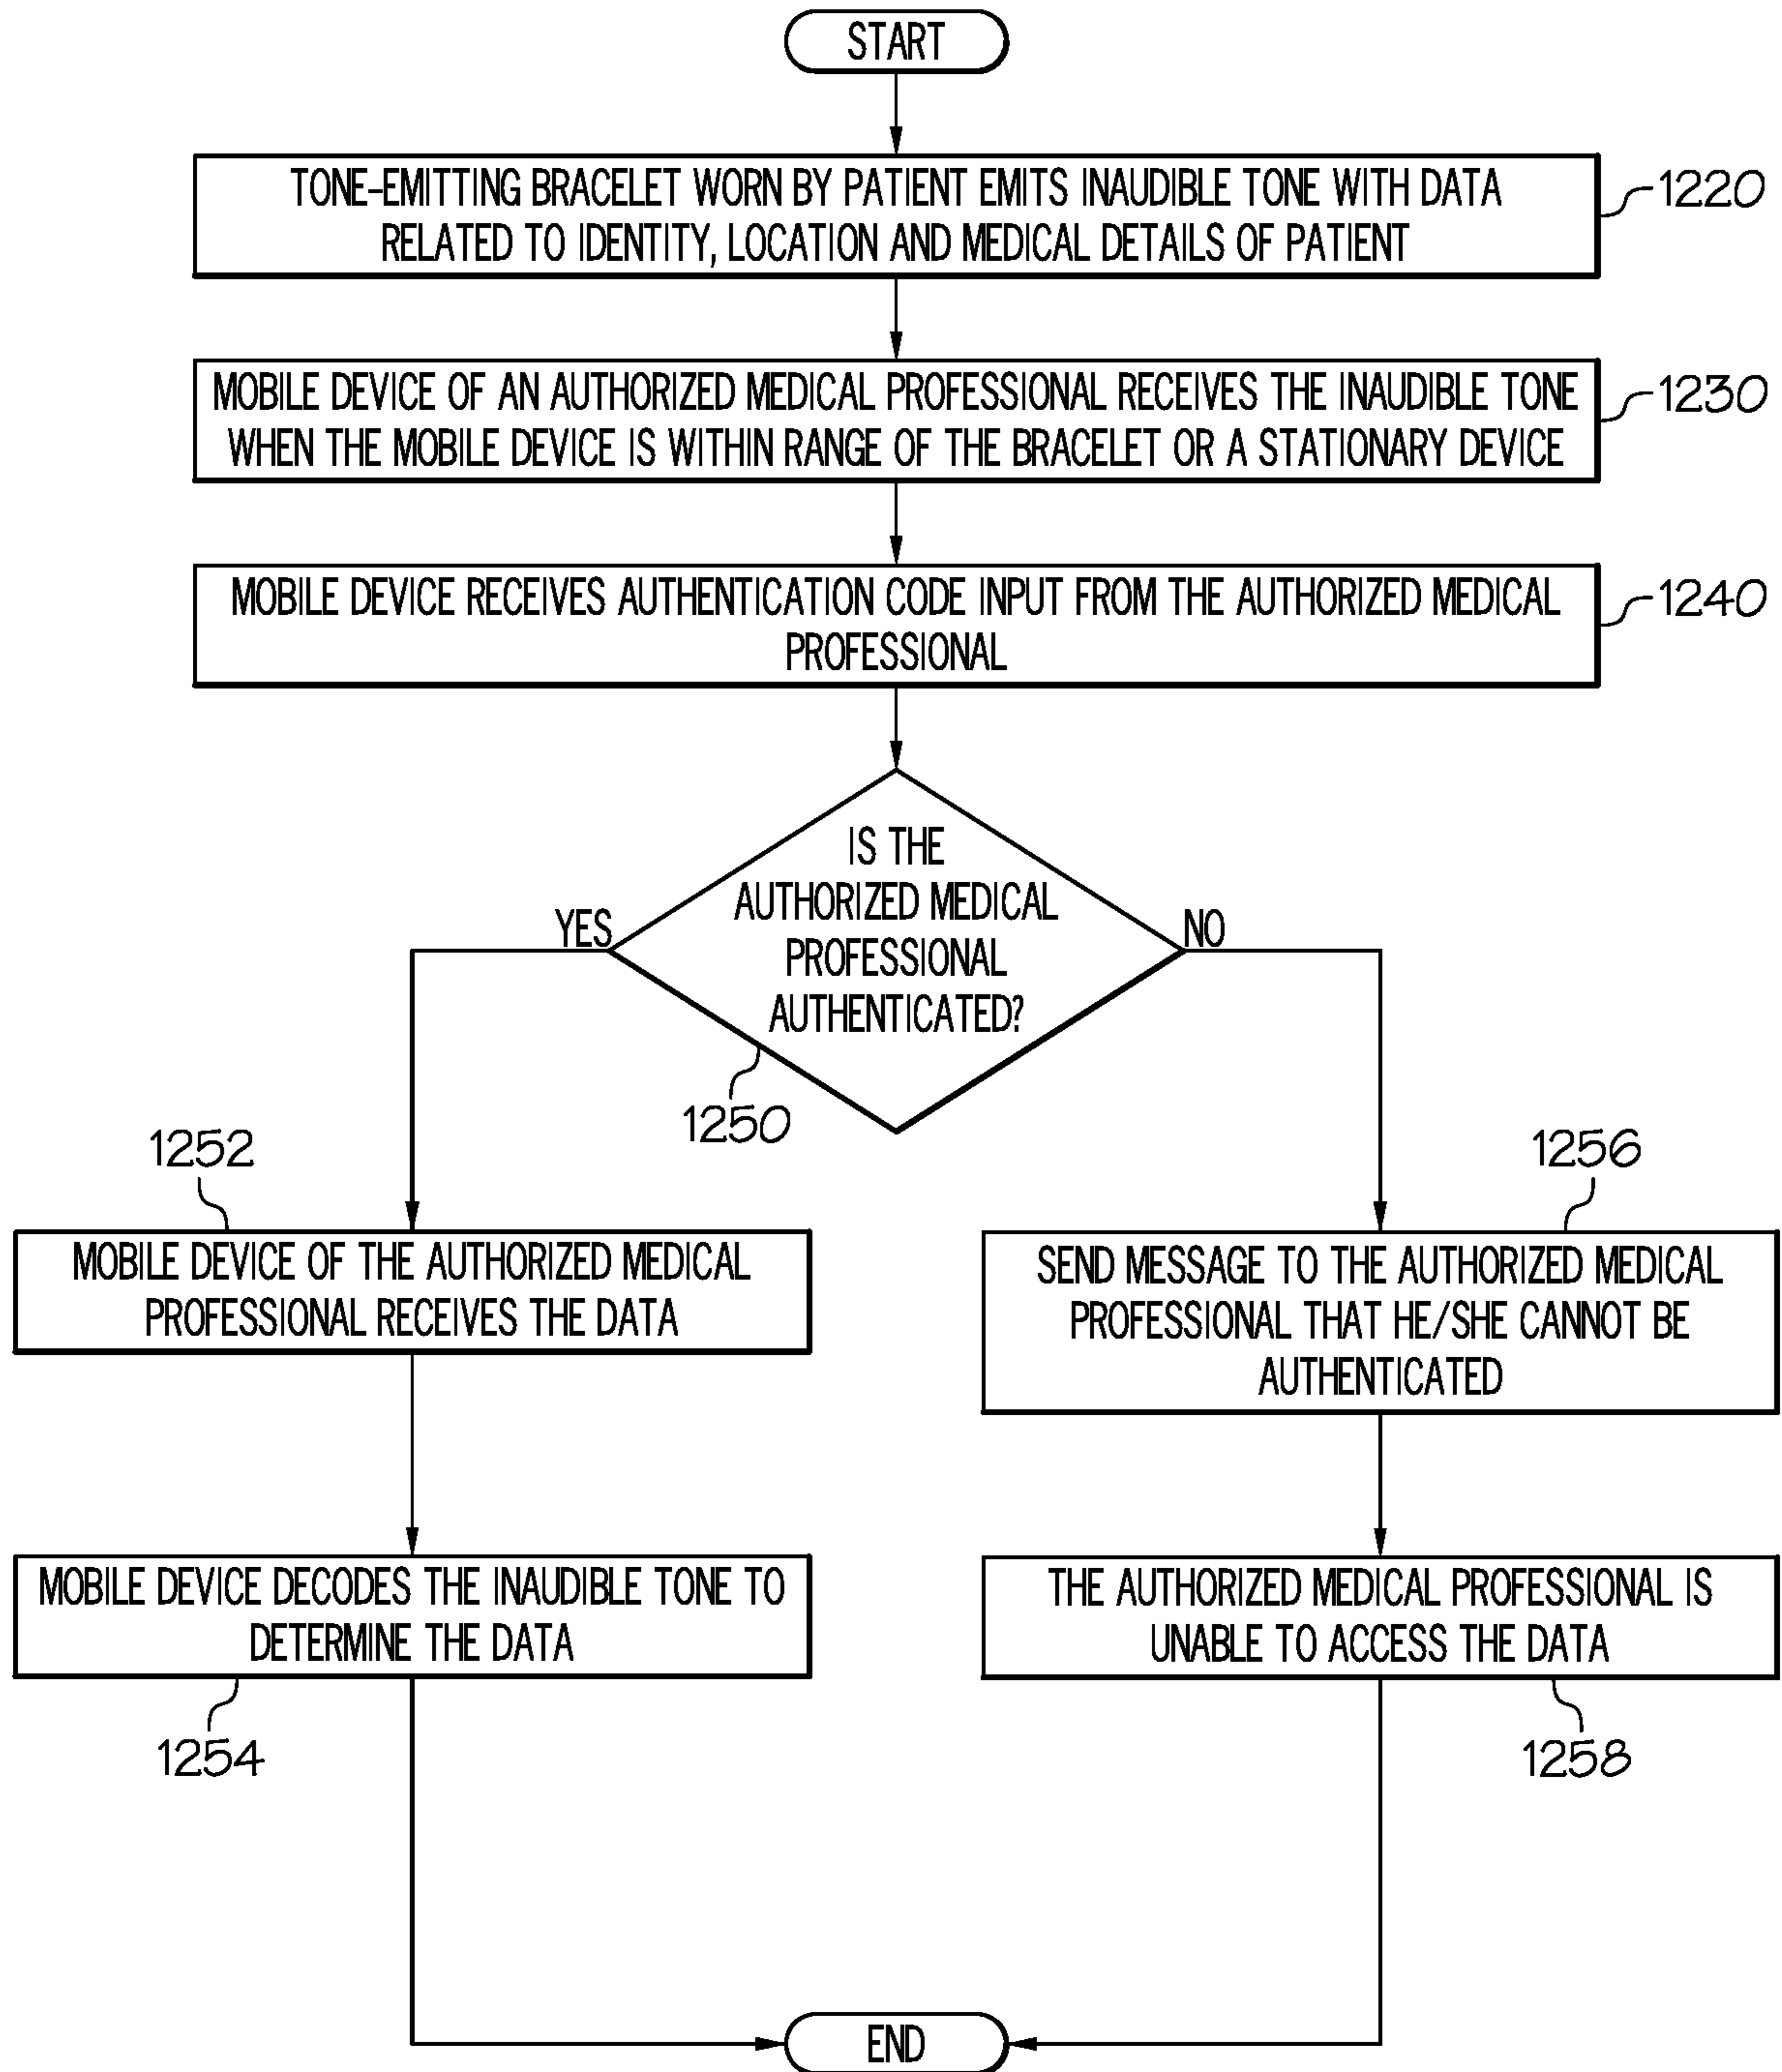 START
TONE-EMITTING BRACELET WORN BY PATIENT EMITS INAUDIBLE TONE WITH DATA
RELATED TO IDENTITY, LOCATION AND MEDICAL DETAILS OF PATIENT
1220
MOBILE DEVICE OF AN AUTHORIZED MEDICAL PROFESSIONAL RECEIVES THE INAUDIBLE TONE
WHEN THE MOBILE DEVICE IS WITHIN RANGE OF THE BRACELET OR A STATIONARY DEVICE
1230
MOBILE DEVICE RECEIVES AUTHENTICATION CODE INPUT FROM THE AUTHORIZED MEDICAL
PROFESSIONAL
1240
IS THE
AUTHORIZED MEDICAL
PROFESSIONAL
AUTHENTICATED?
YES
NO
1250
1252
MOBILE DEVICE OF THE AUTHORIZED MEDICAL
PROFESSIONAL RECEIVES THE DATA
1256
SEND MESSAGE TO THE AUTHORIZED MEDICAL
PROFESSIONAL THAT HE/SHE CANNOT BE
AUTHENTICATED
MOBILE DEVICE DECODES THE INAUDIBLE TONE TO
DETERMINE THE DATA
1254
THE AUTHORIZED MEDICAL PROFESSIONAL IS
UNABLE TO ACCESS THE DATA
1258
END